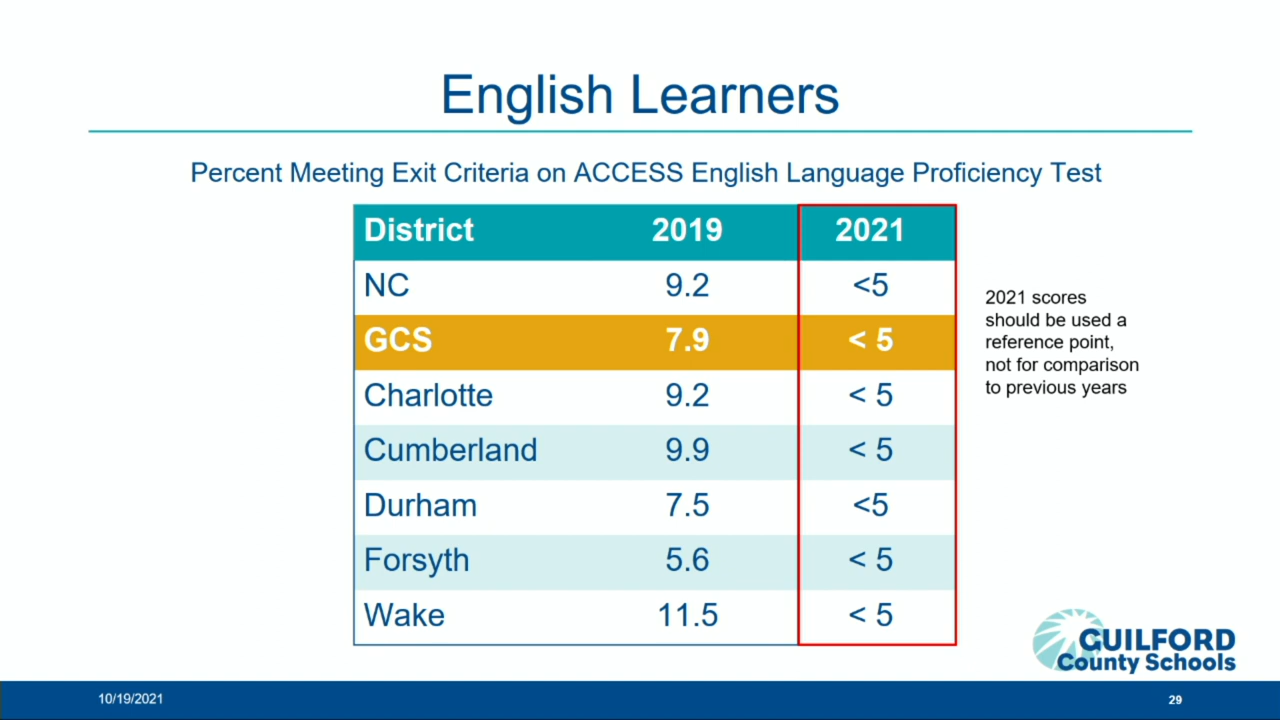 English Learners
Percent Meeting Exit Criteria on ACCESS English Language Proficiency Test
District 2019 2021
NC 9.2 <5
GCS 7.9 < 5
Charlotte 9.2 < 5
Cumberland 9.9 < 5
Durham 7.5 <5
Forsyth 5.6 < 5
Wake 11.5 < 5
2021 scores
should be used a
reference point,
not for comparison
to previous years
GUILFORD
County Schools
10/19/2021
29